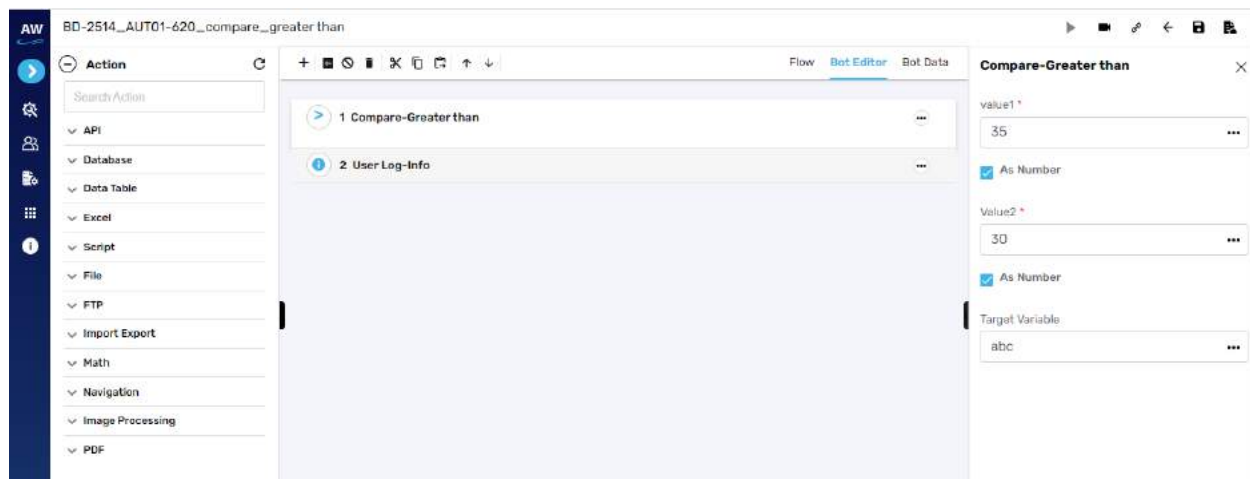 AW
BD-2514_AUT01-620_compare_greater than
Action
Search Action
API
Database
Data Table
Excel
Script
File
FTP
Import Export
Math
Navigation
Image Processing
PDF
Flow Bot Editor Bot Data
1 Compare-Greater than
2 User Log-Info
Compare-Greater than
value1 *
35
As Number
Value2 *
30
As Number
Target Variable
abc